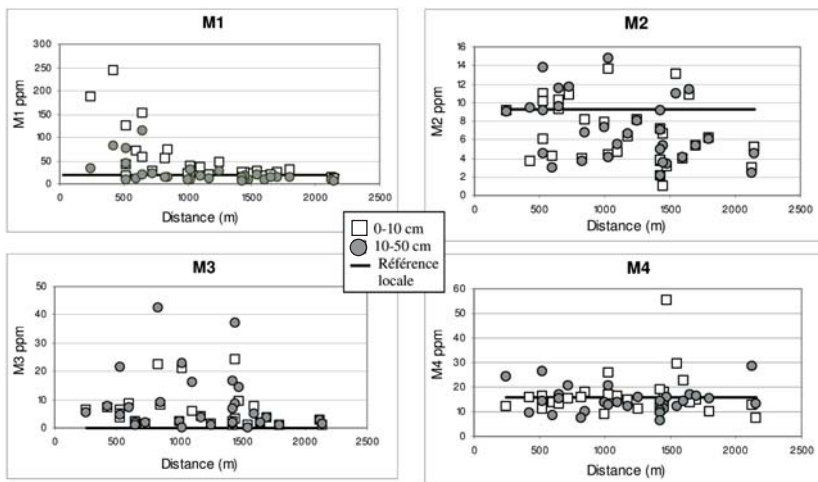 M1
M1 ppm
300
250
200
150
100
50
0
0 500 1000 1500 2000 2500
Distance (m)
M2
M2 ppm
16
14
12
10
8
6
4
2
0
0 500 1000 1500 2000 2500
Distance (m)
0-10 cm
10-50 cm
Référence
locale
M3
M3 ppm
50
40
30
20
10
0
0 500 1000 1500 2000 2500
Distance (m)
M4
M4 ppm
60
50
40
30
20
10
0
0 500 1000 1500 2000 2500
Distance (m)